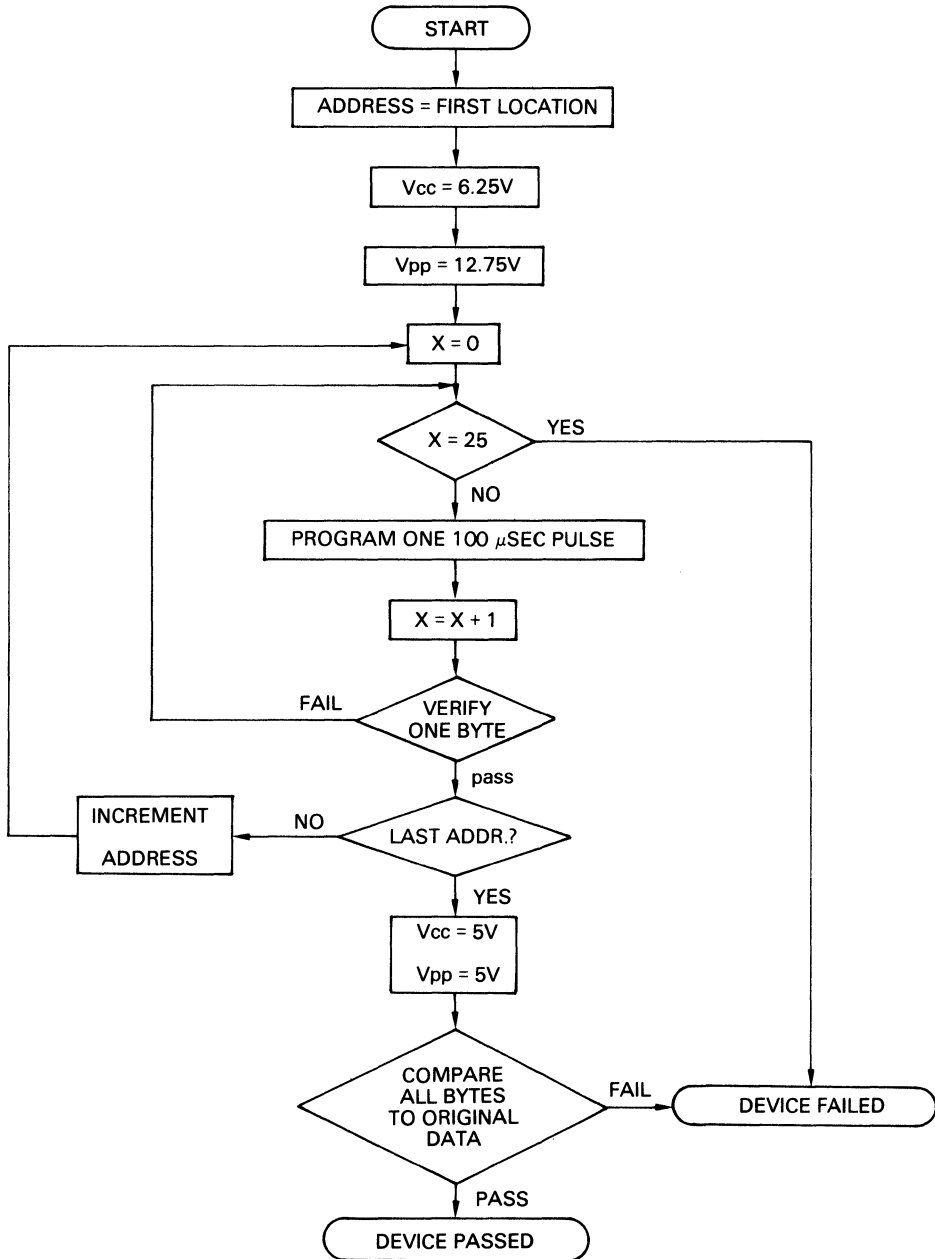 START
ADDRESS = FIRST LOCATION
Vcc = 6.25V
Vpp = 12.75V
X = 0
X = 25
YES
NO
PROGRAM ONE 100 μSEC PULSE
X = X + 1
FAIL
VERIFY
ONE BYTE
pass
INCREMENT
ADDRESS
NO
LAST ADDR.?
YES
Vcc = 5V
Vpp = 5V
COMPARE
ALL BYTES
TO ORIGINAL
DATA
FAIL
DEVICE FAILED
PASS
DEVICE PASSED